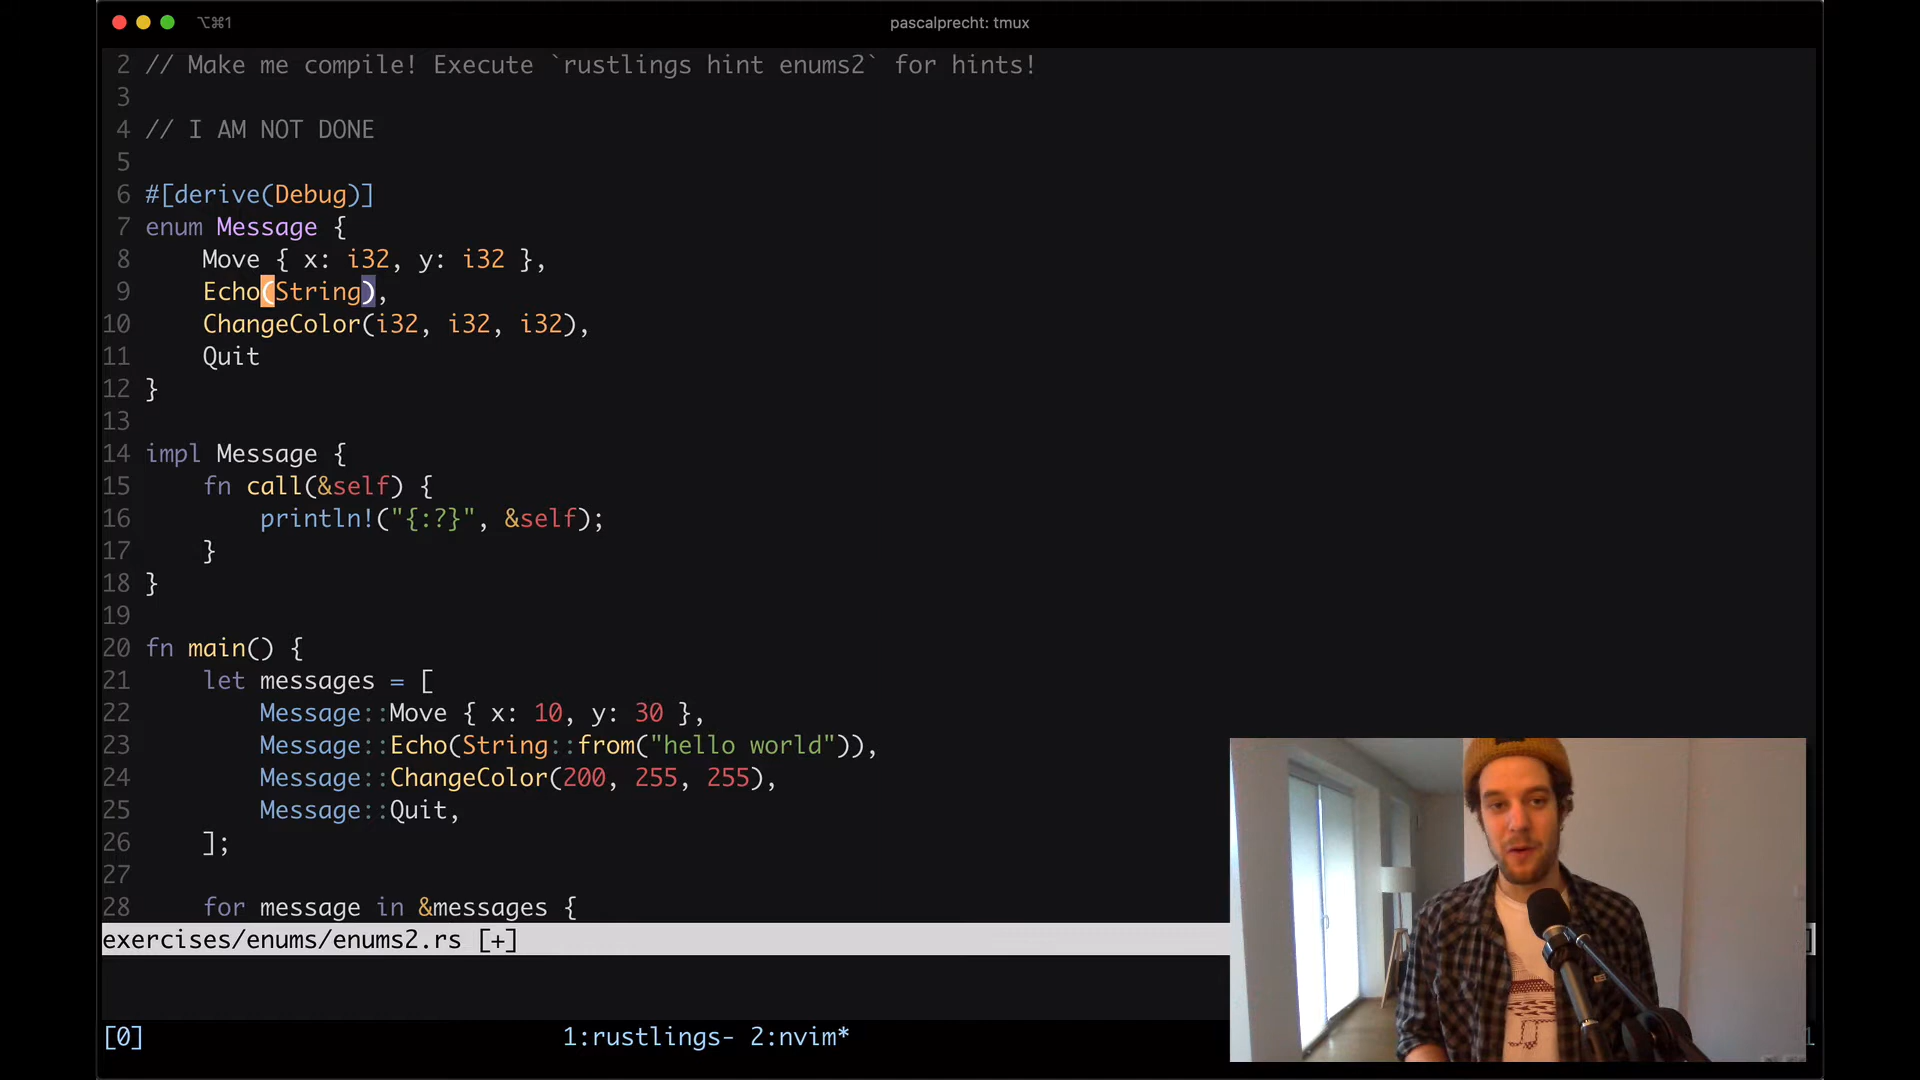 ⌥⌘1
pascalprecht: tmux
2 // Make me compile! Execute `rustlings hint enums2` for hints!
3
4 // I AM NOT DONE
5
6 #[derive(Debug)]
7 enum Message {
8     Move { x: i32, y: i32 },
9     Echo(String),
10     ChangeColor(i32, i32, i32),
11     Quit
12 }
13
14 impl Message {
15     fn call(&self) {
16         println!("{:?}", &self);
17     }
18 }
19
20 fn main() {
21     let messages = [
22         Message::Move { x: 10, y: 30 },
23         Message::Echo(String::from("hello world")),
24         Message::ChangeColor(200, 255, 255),
25         Message::Quit,
26     ];
27
28     for message in &messages {
exercises/enums/enums2.rs [+]
[0] 1:rustlings- 2:nvim*